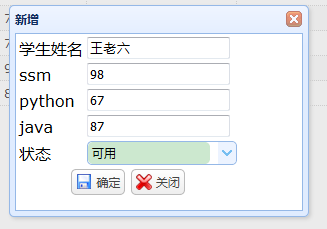 新增
学生姓名 王老六
ssm 98
python 67
java 87
状态 可用
确定 关闭